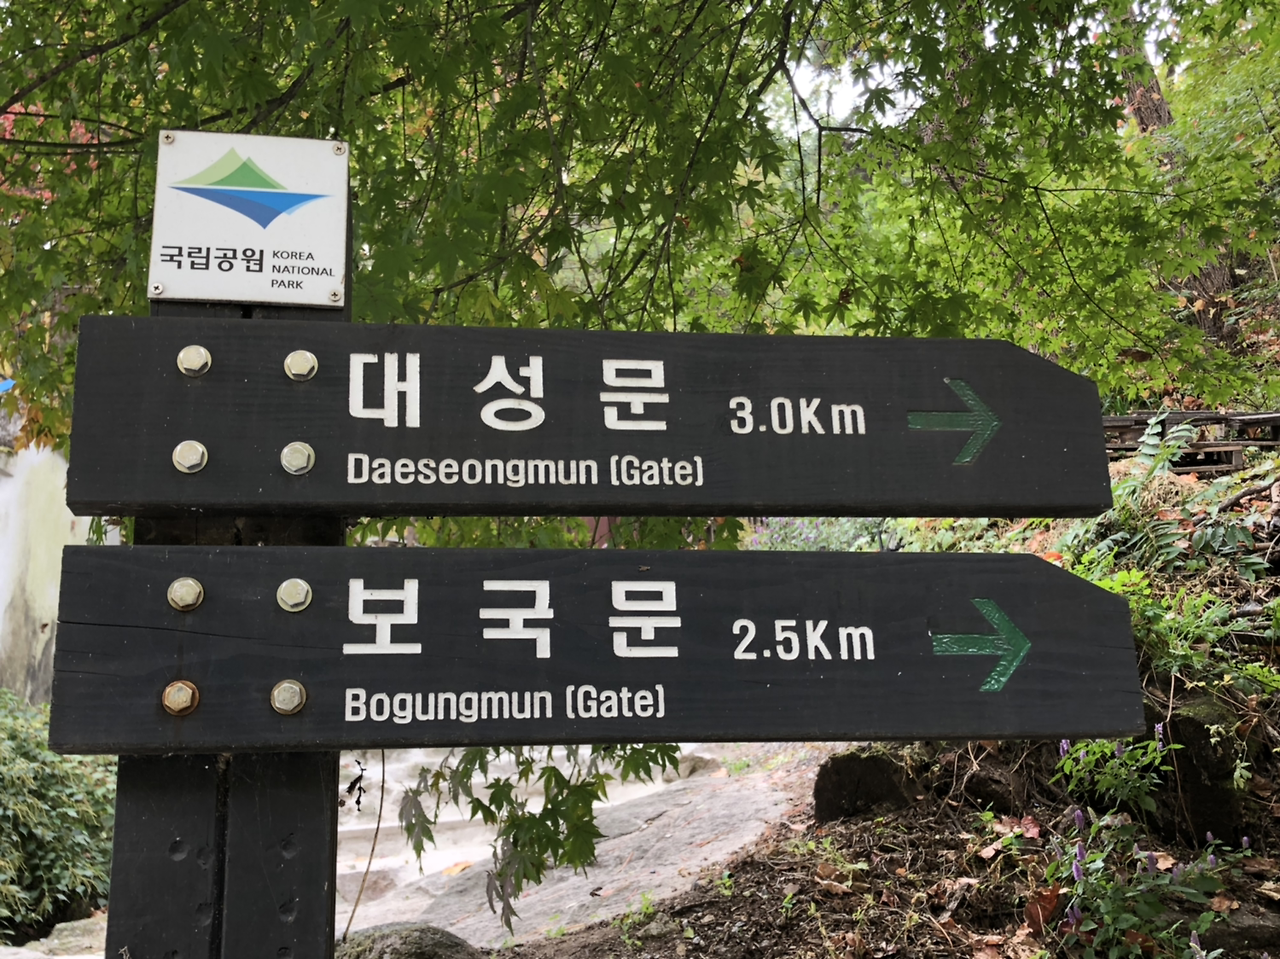 국립공원
KOREA
NATIONAL
PARK
대성문 3.0Km
Daeseongmun (Gate)
보국문 2.5Km
Bogungmun (Gate)